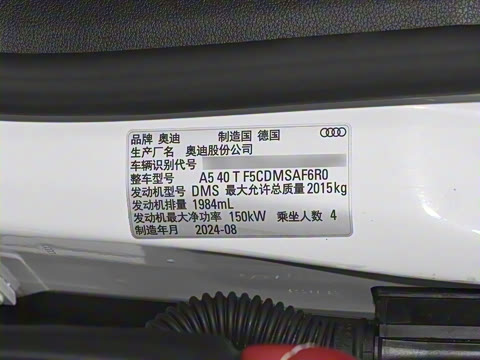 品牌 奥迪 制造国 德国
生产厂名 奥迪股份公司
车辆识别代号
整车型号 A5 40 T F5CDMSAF6R0
发动机型号 DMS 最大允许总质量 2015kg
发动机排量 1984mL
发动机最大净功率 150kW 乘坐人数 4
制造年月 2024-08